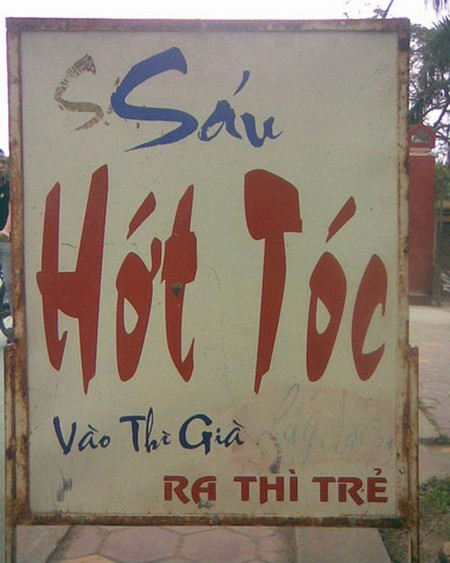 Sáu
Hớt Tóc
Vào Thì Già
RA THÌ TRẺ